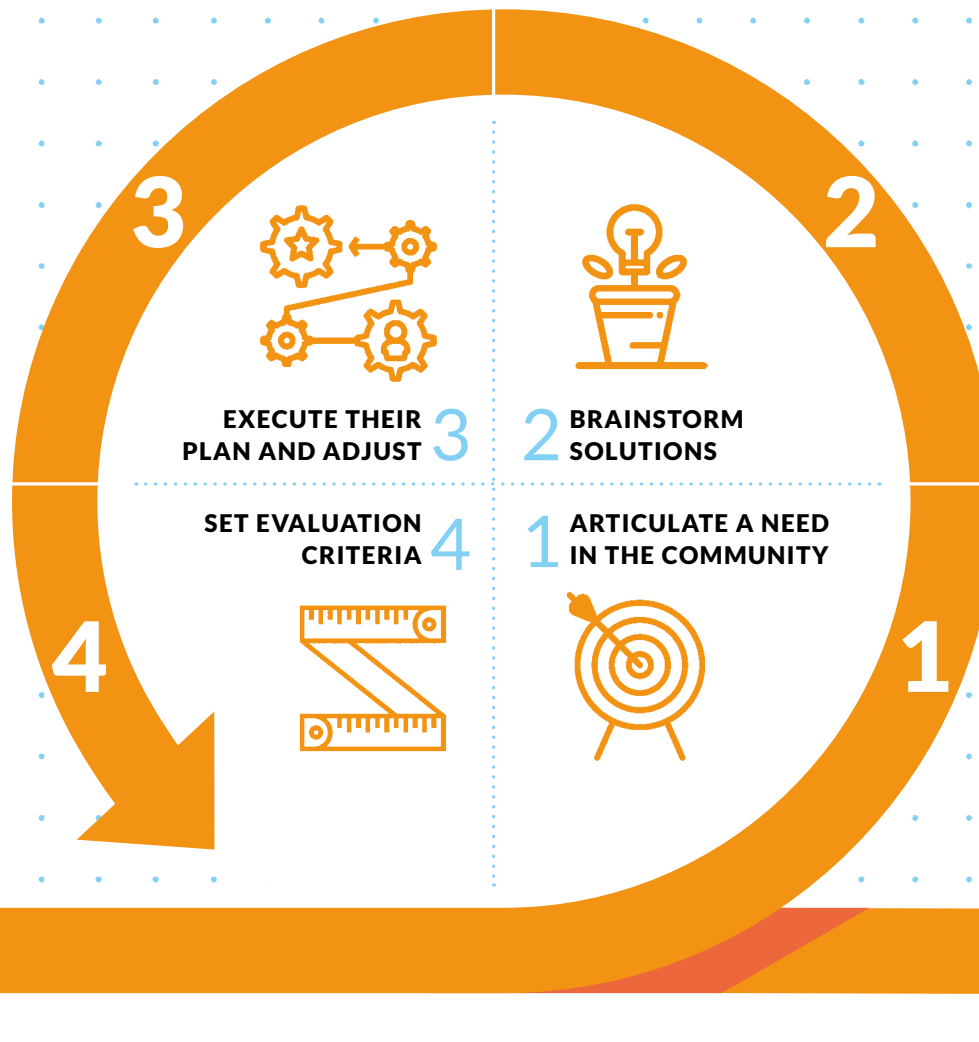 3
2
EXECUTE THEIR
PLAN AND ADJUST
3
2
BRAINSTORM
SOLUTIONS
SET EVALUATION
CRITERIA
4
1
ARTICULATE A NEED
IN THE COMMUNITY
4
1